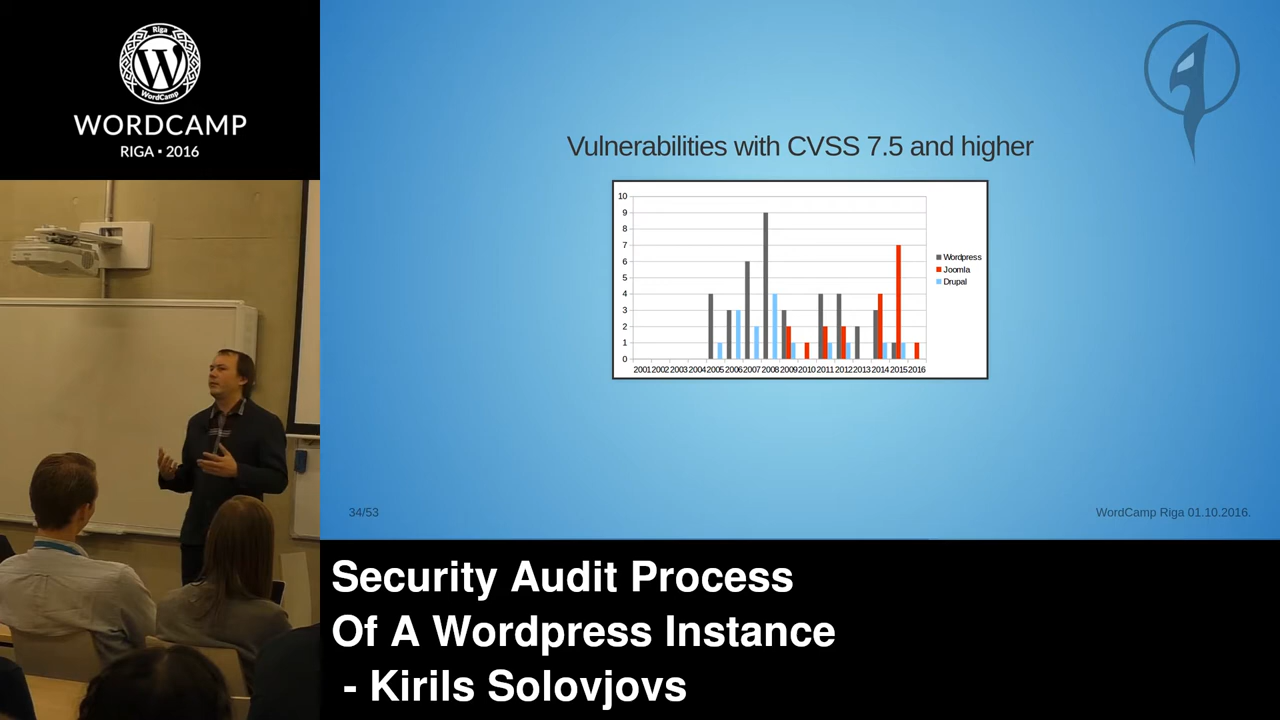 Riga
WordCamp
WORDCAMP
RIGA • 2016
Vulnerabilities with CVSS 7.5 and higher
10
9
8
7
6
5
4
3
2
1
0
2001 2002 2003 2004 2005 2006 2007 2008 2009 2010 2011 2012 2013 2014 2015 2016
Wordpress
Joomla
Drupal
34/53
WordCamp Riga 01.10.2016.
Security Audit Process
Of A Wordpress Instance
- Kirils Solovjovs